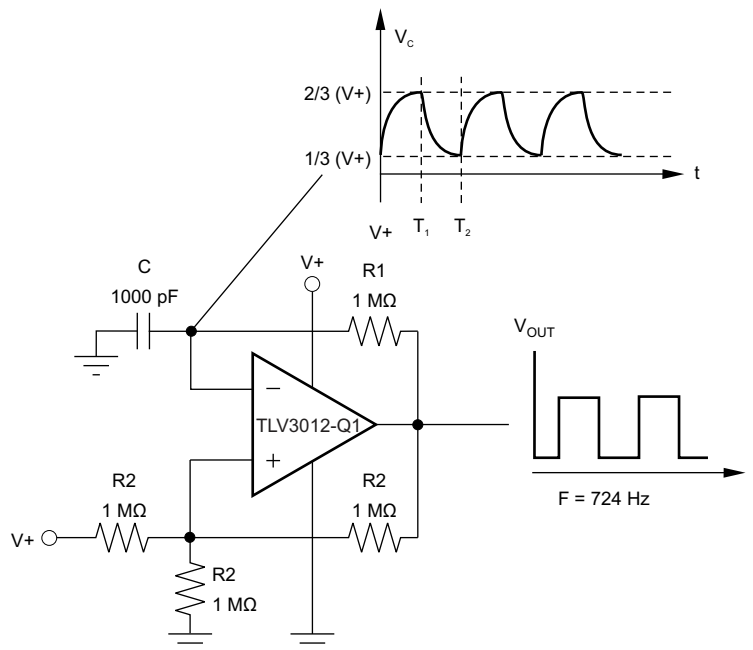 V_C
2/3 (V+)
1/3 (V+)
t
V+ T_1 T_2
C
1000 pF
V+
R1
1 MΩ
V_OUT
−
TLV3012-Q1
+
R2
1 MΩ
R2
1 MΩ
V+
R2
1 MΩ
F = 724 Hz